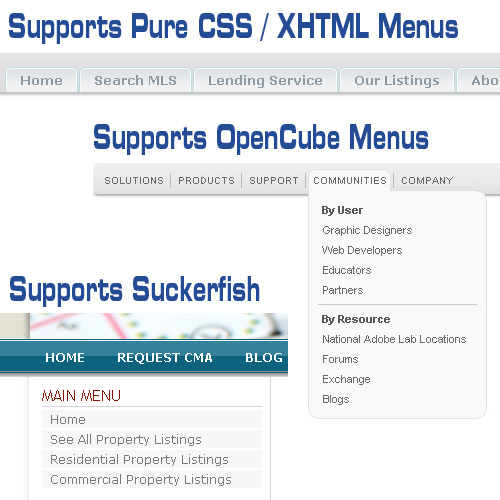 Supports Pure CSS / XHTML Menus
Home Search MLS Lending Service Our Listings Abo
Supports OpenCube Menus
SOLUTIONS PRODUCTS SUPPORT COMMUNITIES COMPANY
By User
Graphic Designers
Web Developers
Educators
Partners
By Resource
National Adobe Lab Locations
Forums
Exchange
Blogs
Supports Suckerfish
HOME REQUEST CMA BLOG
MAIN MENU
Home
See All Property Listings
Residential Property Listings
Commercial Property Listings